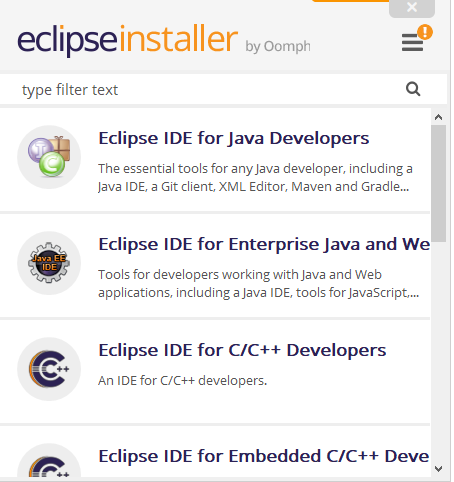 eclipseinstaller by Oomph
type filter text
Eclipse IDE for Java Developers
The essential tools for any Java developer, including a
Java IDE, a Git client, XML Editor, Maven and Gradle...
Java EE
IDE
Eclipse IDE for Enterprise Java and We
Tools for developers working with Java and Web
applications, including a Java IDE, tools for JavaScript,...
C++
Eclipse IDE for C/C++ Developers
An IDE for C/C++ developers.
C++
Eclipse IDE for Embedded C/C++ Deve